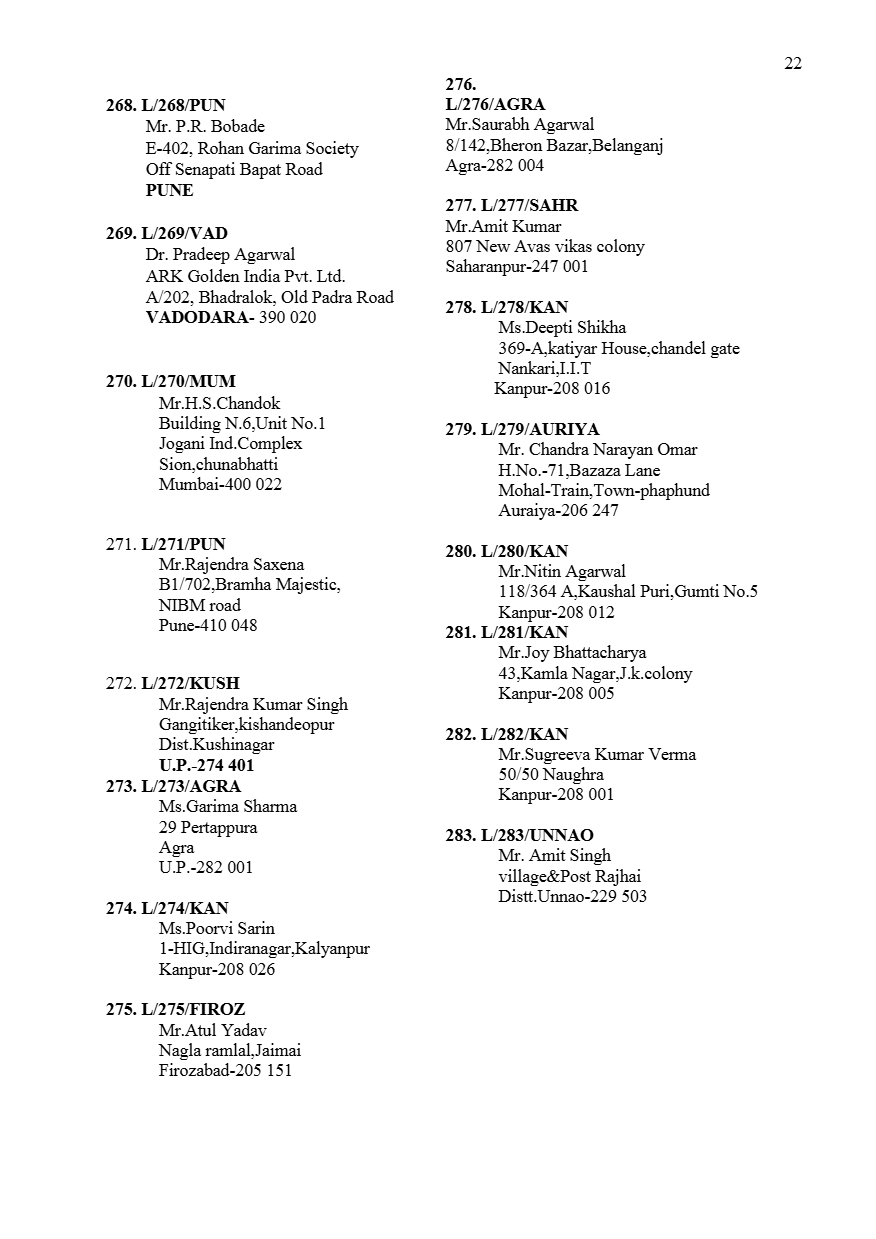 22
268. L/268/PUN
Mr. P.R. Bobade
E-402, Rohan Garima Society
Off Senapati Bapat Road
PUNE
269. L/269/VAD
Dr. Pradeep Agarwal
ARK Golden India Pvt. Ltd.
A/202, Bhadralok, Old Padra Road
VADODARA- 390 020
270. L/270/MUM
Mr.H.S.Chandok
Building N.6,Unit No.1
Jogani Ind.Complex
Sion,chunabhatti
Mumbai-400 022
271. L/271/PUN
Mr.Rajendra Saxena
B1/702,Bramha Majestic,
NIBM road
Pune-410 048
272. L/272/KUSH
Mr.Rajendra Kumar Singh
Gangitiker,kishandeopur
Dist.Kushinagar
U.P.-274 401
273. L/273/AGRA
Ms.Garima Sharma
29 Pertappura
Agra
U.P.-282 001
274. L/274/KAN
Ms.Poorvi Sarin
1-HIG,Indiranagar,Kalyanpur
Kanpur-208 026
275. L/275/FIROZ
Mr.Atul Yadav
Nagla ramlal,Jaimai
Firozabad-205 151
276.
L/276/AGRA
Mr.Saurabh Agarwal
8/142,Bheron Bazar,Belanganj
Agra-282 004
277. L/277/SAHR
Mr.Amit Kumar
807 New Avas vikas colony
Saharanpur-247 001
278. L/278/KAN
Ms.Deepti Shikha
369-A,katiyar House,chandel gate
Nankari,I.I.T
Kanpur-208 016
279. L/279/AURIYA
Mr. Chandra Narayan Omar
H.No.-71,Bazaza Lane
Mohal-Train,Town-phaphund
Auraiya-206 247
280. L/280/KAN
Mr.Nitin Agarwal
118/364 A,Kaushal Puri,Gumti No.5
Kanpur-208 012
281. L/281/KAN
Mr.Joy Bhattacharya
43,Kamla Nagar,J.k.colony
Kanpur-208 005
282. L/282/KAN
Mr.Sugreeva Kumar Verma
50/50 Naughra
Kanpur-208 001
283. L/283/UNNAO
Mr. Amit Singh
village&Post Rajhai
Distt.Unnao-229 503